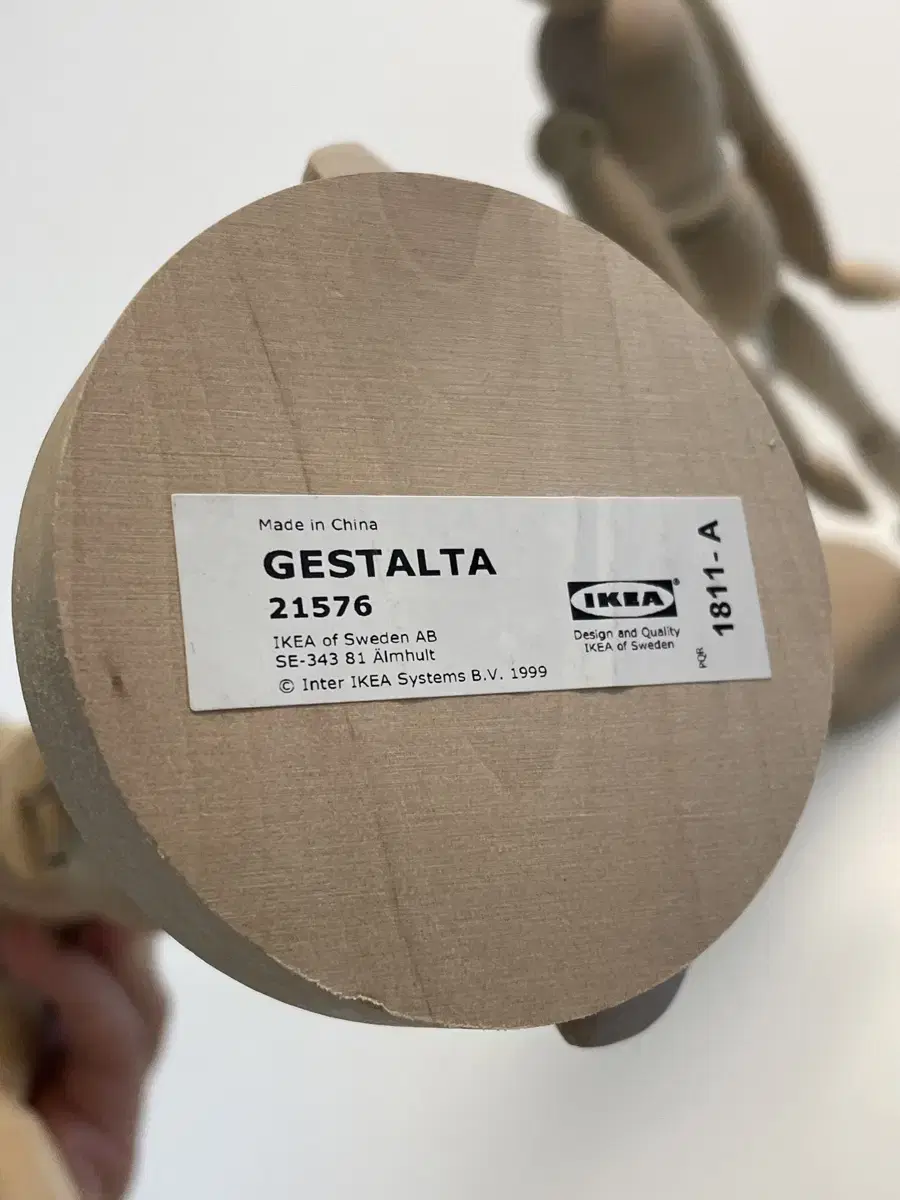 Made in China
GESTALTA
21576
IKEA of Sweden AB
SE-343 81 Älmhult
© Inter IKEA Systems B.V. 1999
IKEA®
Design and Quality
IKEA of Sweden
PQR
1811-A